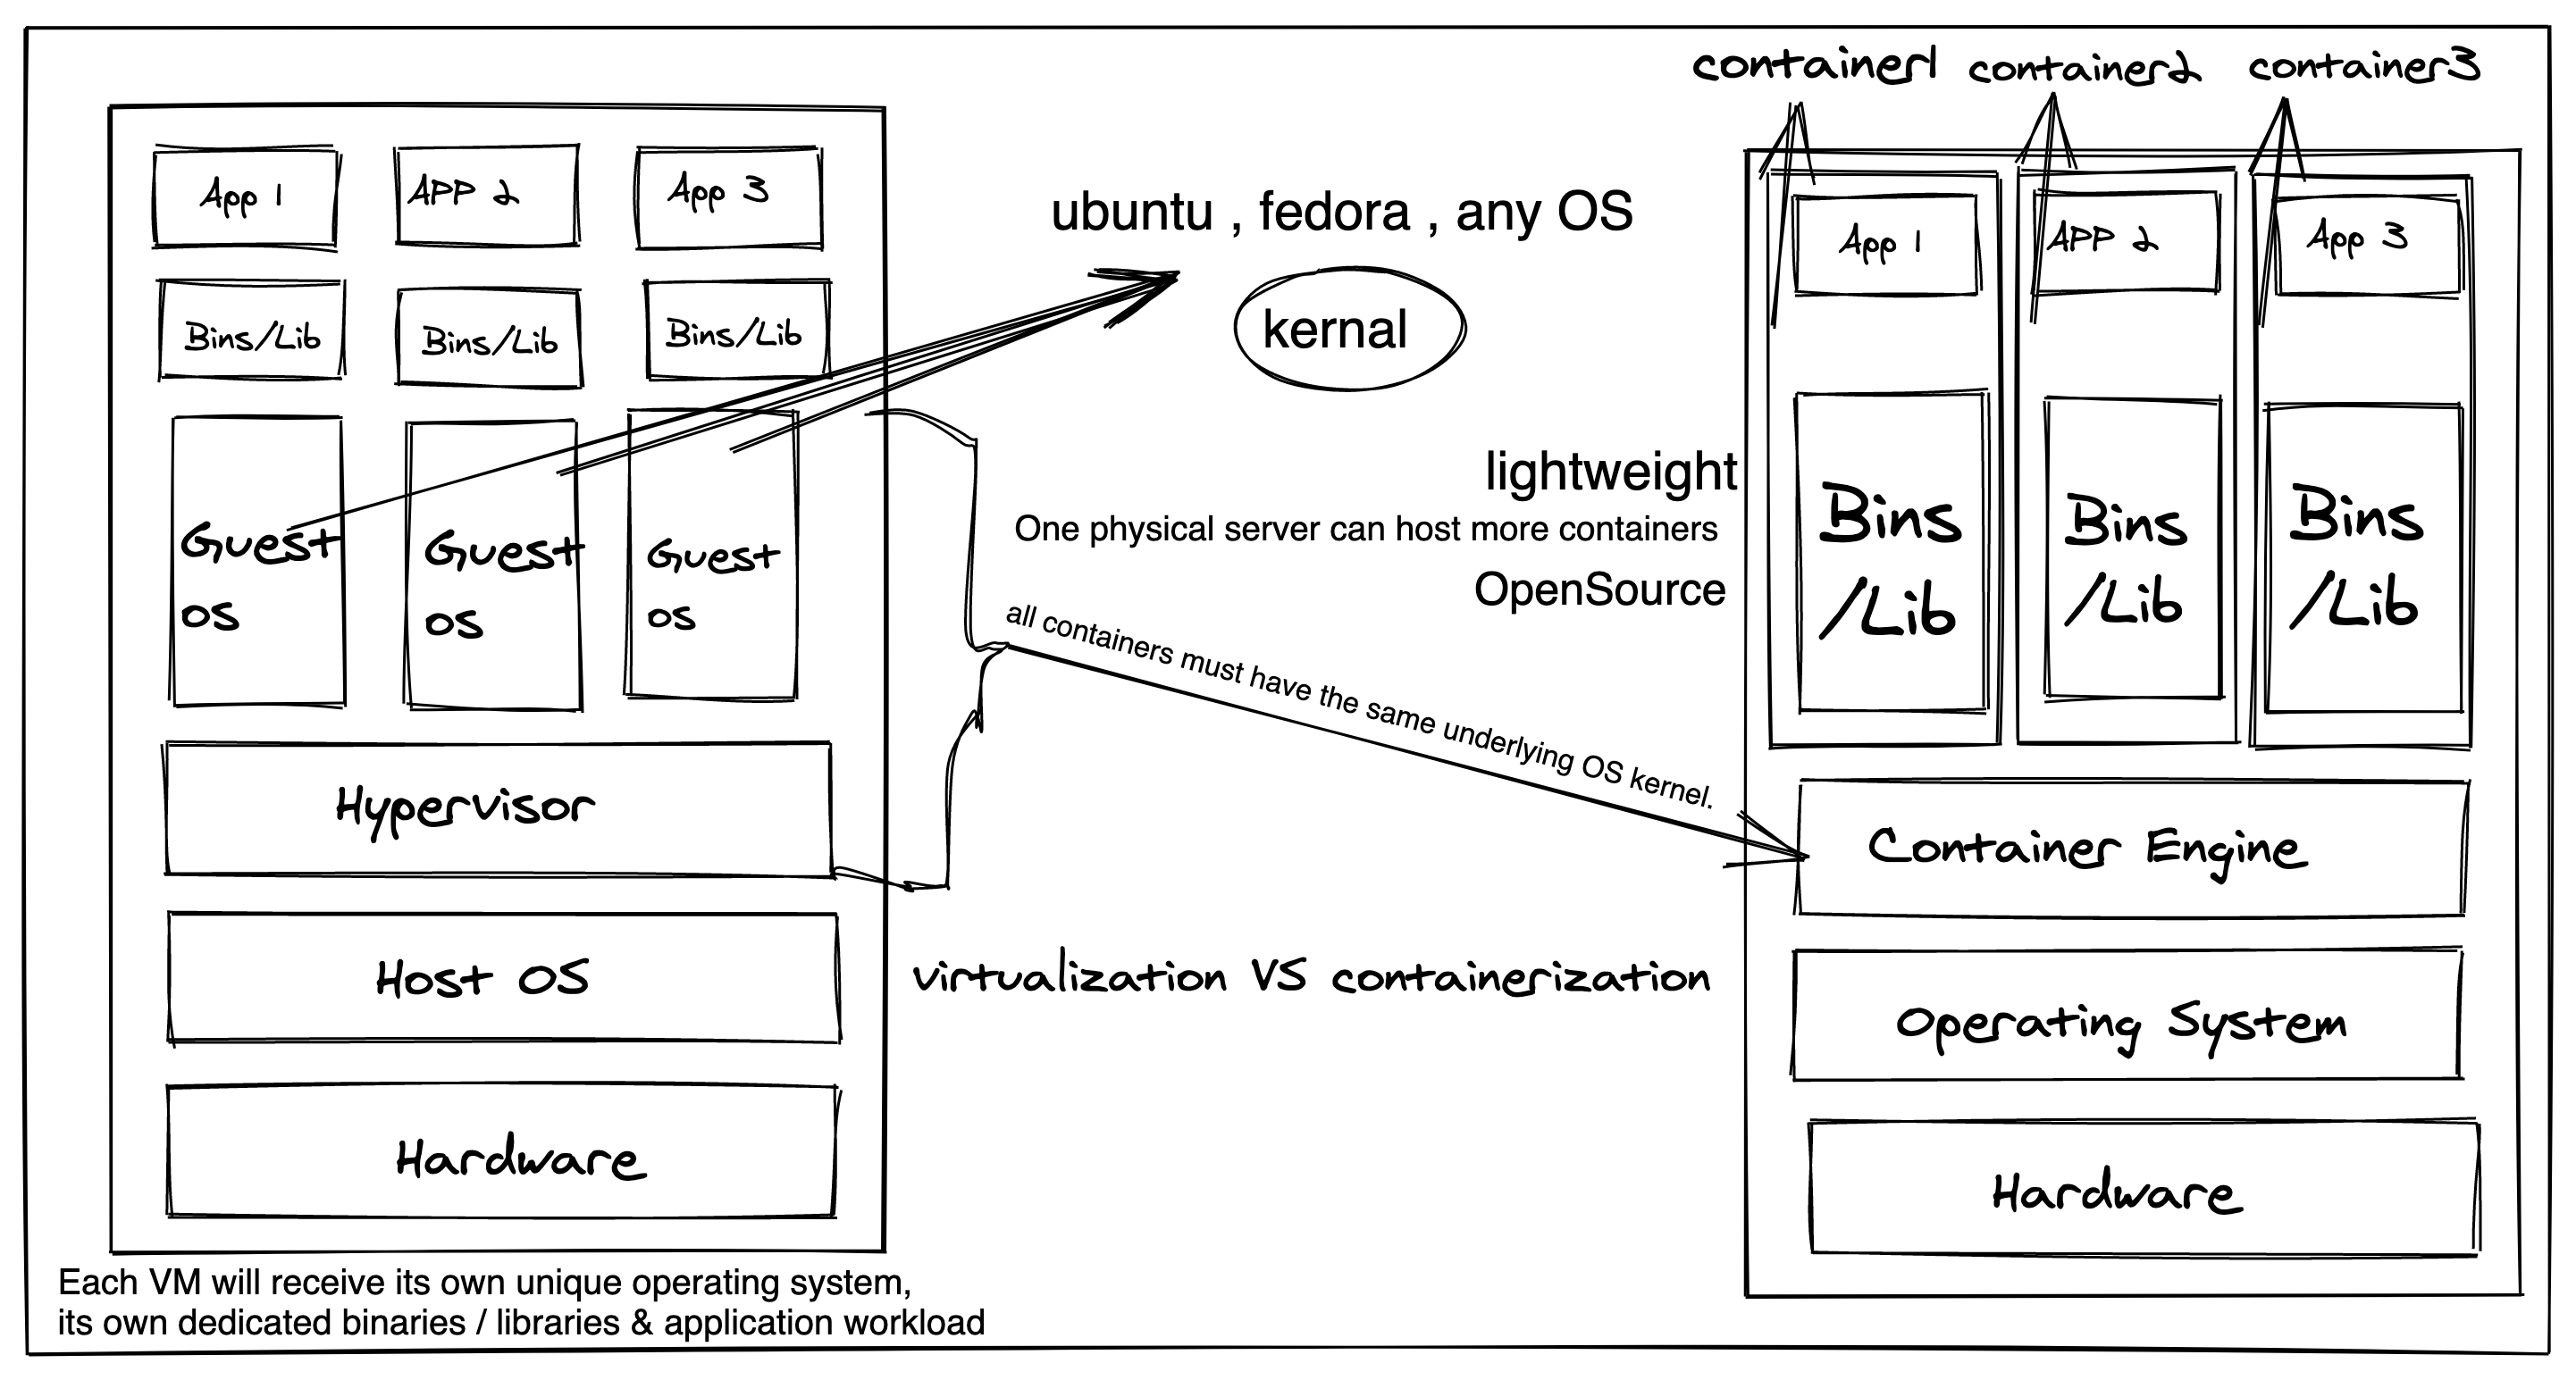 container1 container2 container3
App 1 APP 2 App 3
Bins/Lib Bins/Lib Bins/Lib
Guest
OS
Guest
OS
Guest
OS
Hypervisor
Host OS
Hardware
Each VM will receive its own unique operating system,
its own dedicated binaries / libraries & application workload
ubuntu , fedora , any OS
kernal
lightweight
One physical server can host more containers
OpenSource
all containers must have the same underlying OS kernel.
virtualization VS containerization
App 1 APP 2 App 3
Bins
/Lib
Bins
/Lib
Bins
/Lib
Container Engine
Operating System
Hardware